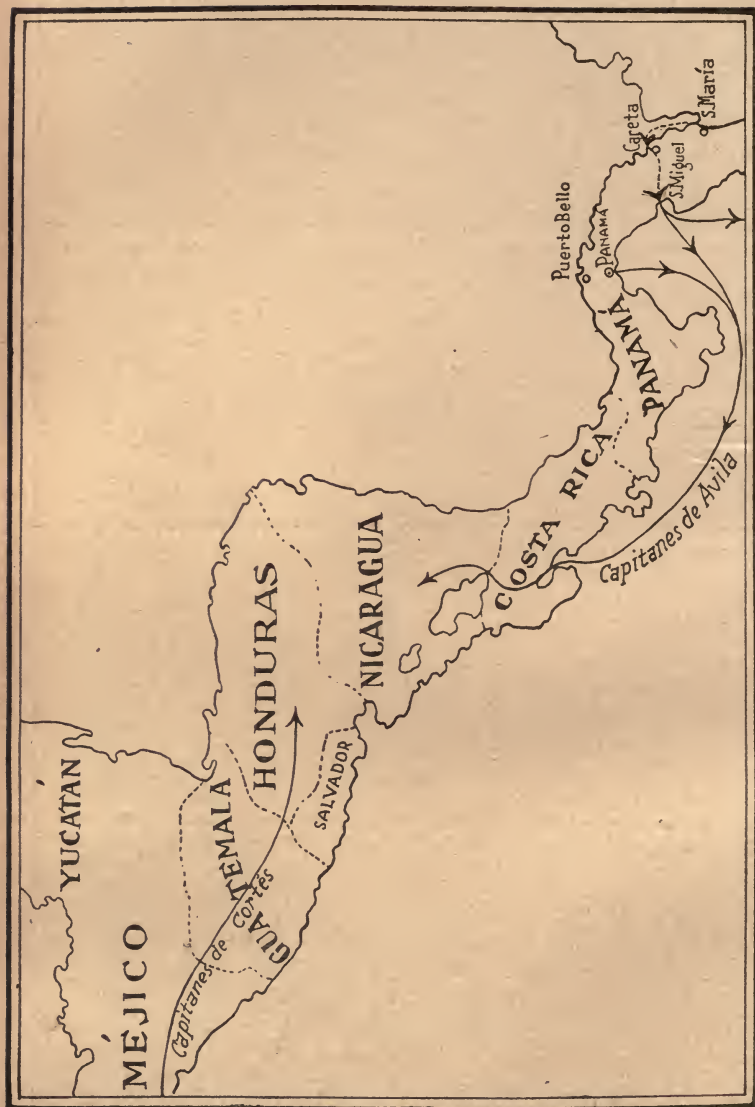 MÉJICO
YUCATAN
Capitanes de Cortés
GUATEMALA
HONDURAS
SALVADOR
NICARAGUA
COSTA RICA
PANAMÁ
Capitanes de Avila
Puerto Bello
PANAMÁ
Careta
S. Miguel
S. María